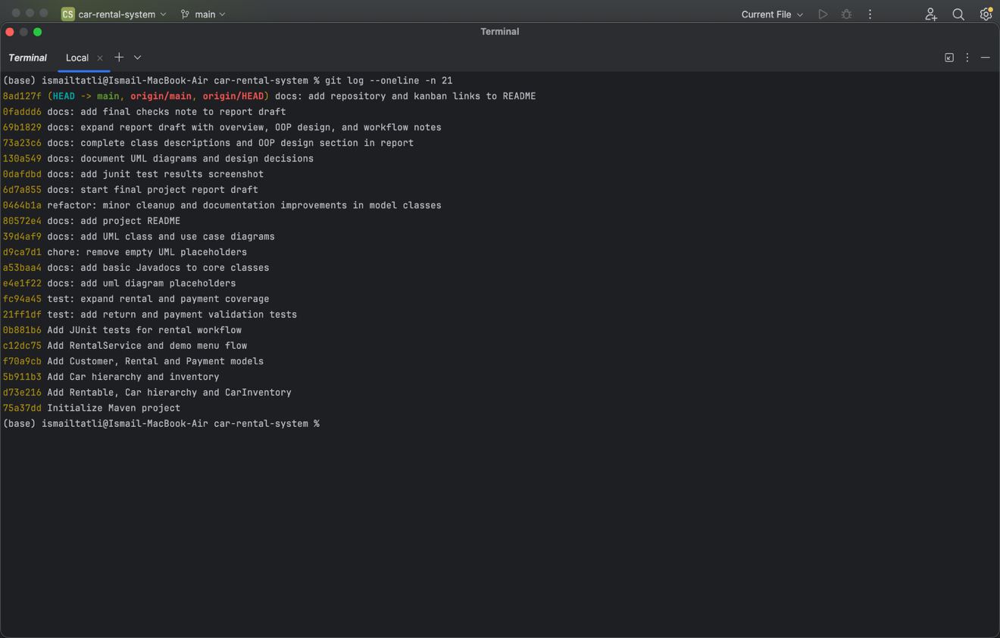 CS car-rental-system main Current File
Terminal
Terminal Local
(base) ismailtatli@Ismail-MacBook-Air car-rental-system % git log --oneline -n 21
8ad127f (HEAD -> main, origin/main, origin/HEAD) docs: add repository and kanban links to README
0faddd6 docs: add final checks note to report draft
69b1829 docs: expand report draft with overview, OOP design, and workflow notes
73a23c6 docs: complete class descriptions and OOP design section in report
130a549 docs: document UML diagrams and design decisions
0dafdbd docs: add junit test results screenshot
6d7a855 docs: start final project report draft
0464b1a refactor: minor cleanup and documentation improvements in model classes
80572e4 docs: add project README
39d4af9 docs: add UML class and use case diagrams
d9ca7d1 chore: remove empty UML placeholders
a53baa4 docs: add basic Javadocs to core classes
e4e1f22 docs: add uml diagram placeholders
fc94a45 test: expand rental and payment coverage
21ff1df test: add return and payment validation tests
0b881b6 Add JUnit tests for rental workflow
c12dc75 Add RentalService and demo menu flow
f70a9cb Add Customer, Rental and Payment models
5b911b3 Add Car hierarchy and inventory
d73e216 Add Rentable, Car hierarchy and CarInventory
75a37dd Initialize Maven project
(base) ismailtatli@Ismail-MacBook-Air car-rental-system %